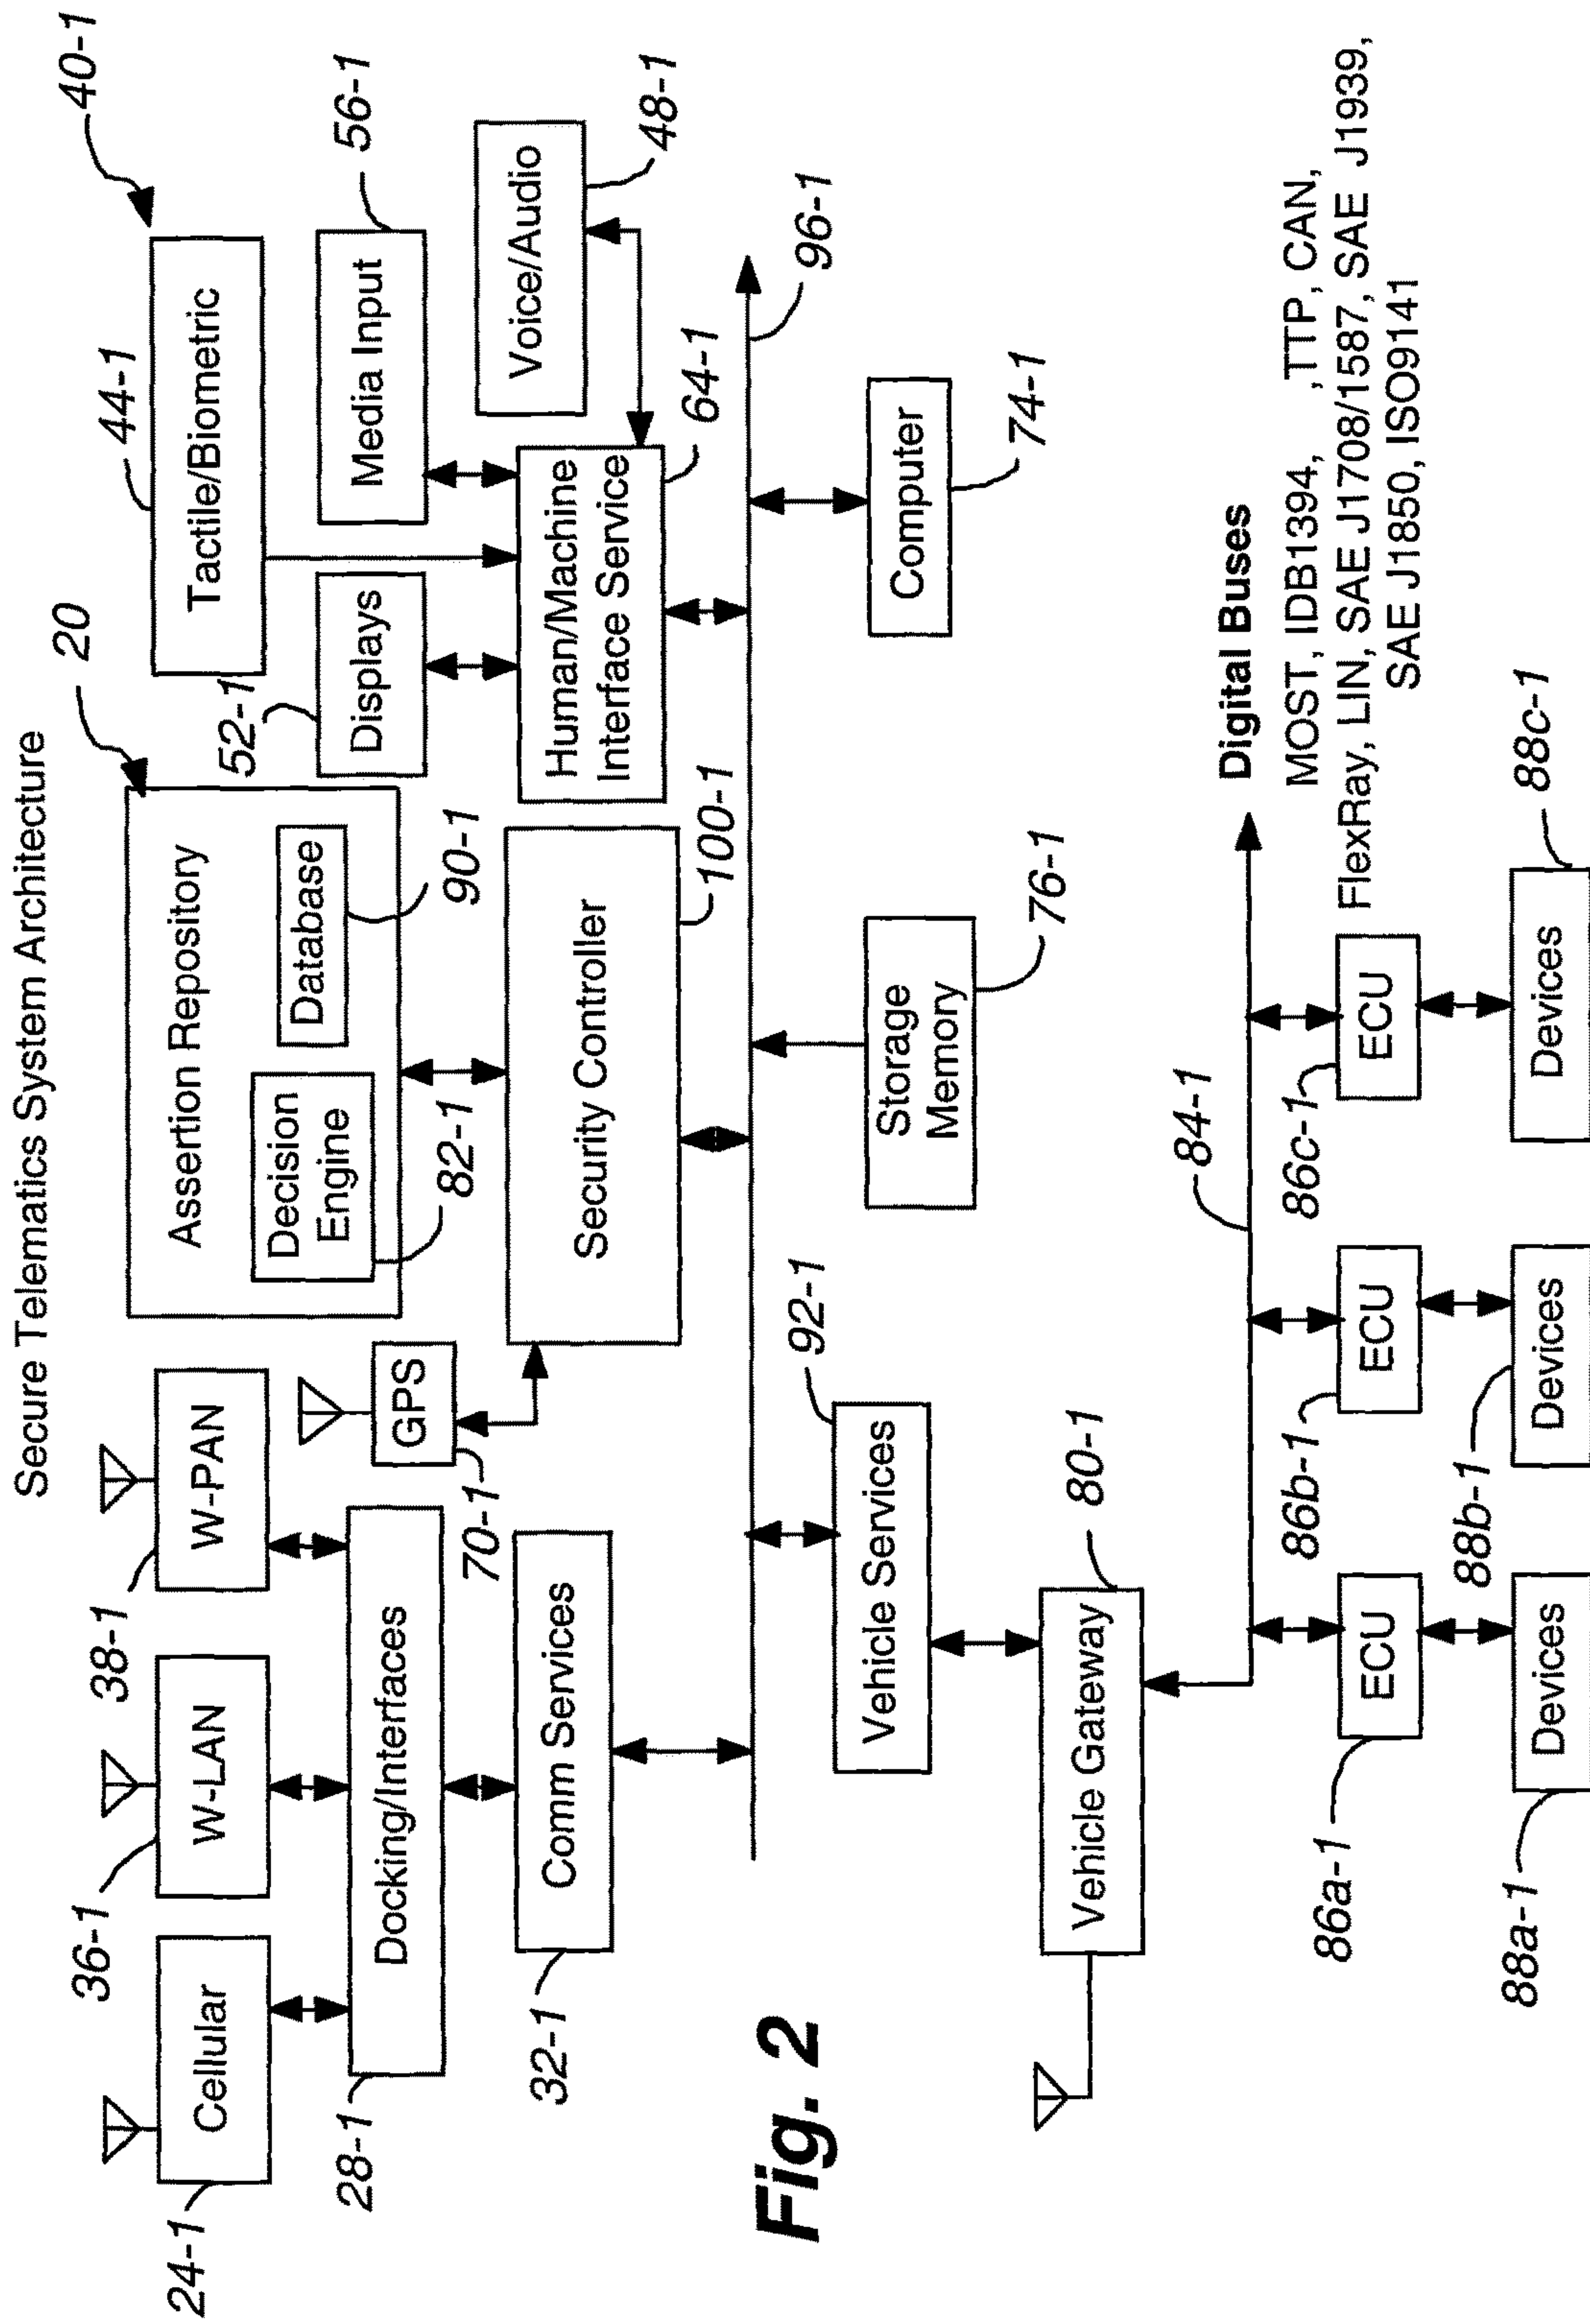 Secure Telematics System Architecture
24-1
Cellular
36-1
W-LAN
38-1
W-PAN
20
Assertion Repository
Decision
Engine
82-1
Database
90-1
40-1
44-1
Tactile/Biometric
52-1
Displays
Media Input
56-1
Voice/Audio
48-1
28-1
Docking/Interfaces
70-1
GPS
32-1
Comm Services
Security Controller
100-1
Human/Machine
Interface Service
64-1
96-1
Fig. 2
92-1
Vehicle Services
Storage
Memory
76-1
Computer
74-1
Vehicle Gateway
80-1
84-1
Digital Buses
MOST, IDB1394, ,TTP, CAN,
FlexRay, LIN, SAE J1708/1587, SAE J1939,
SAE J1850, ISO9141
86a-1
ECU
86b-1
ECU
86c-1
ECU
88a-1
Devices
88b-1
Devices
Devices
88c-1